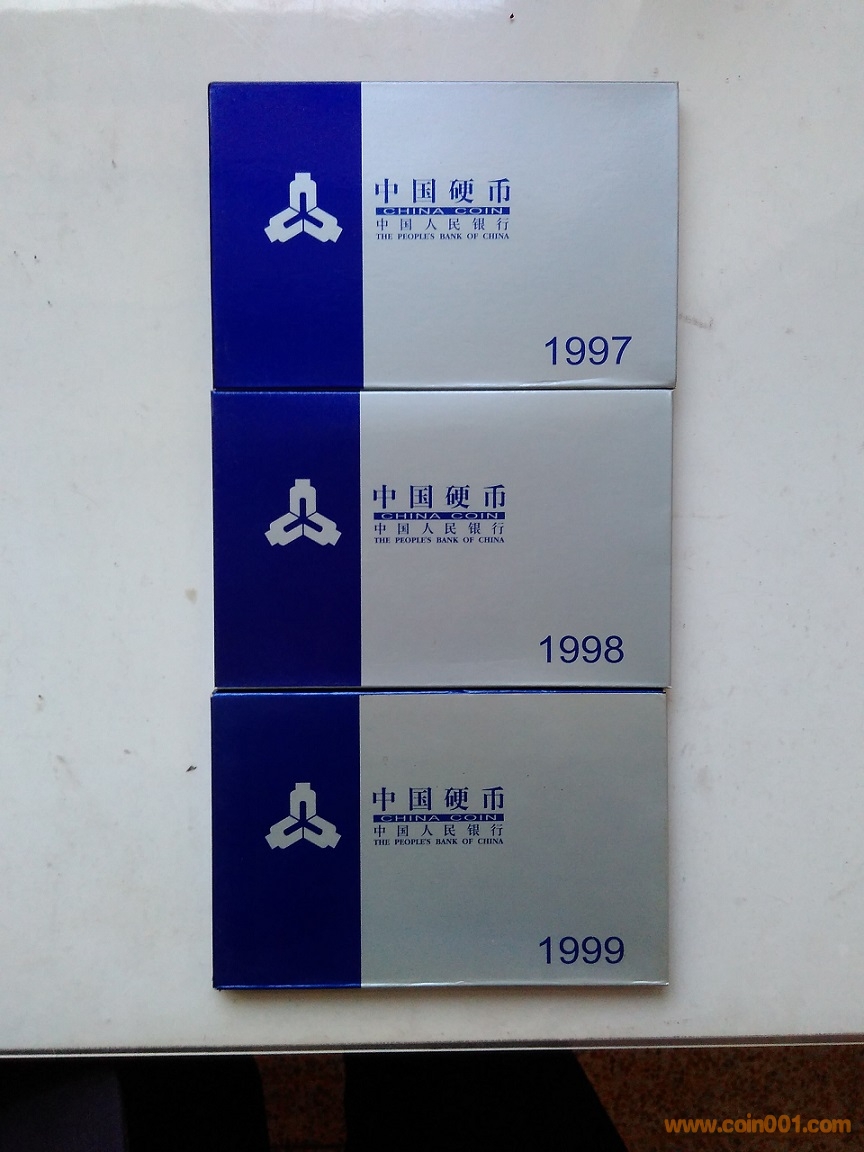 中国硬币
CHINA COIN
中国人民银行
THE PEOPLE'S BANK OF CHINA
1997
中国硬币
CHINA COIN
中国人民银行
THE PEOPLE'S BANK OF CHINA
1998
中国硬币
CHINA COIN
中国人民银行
THE PEOPLE'S BANK OF CHINA
1999
www.coin001.com